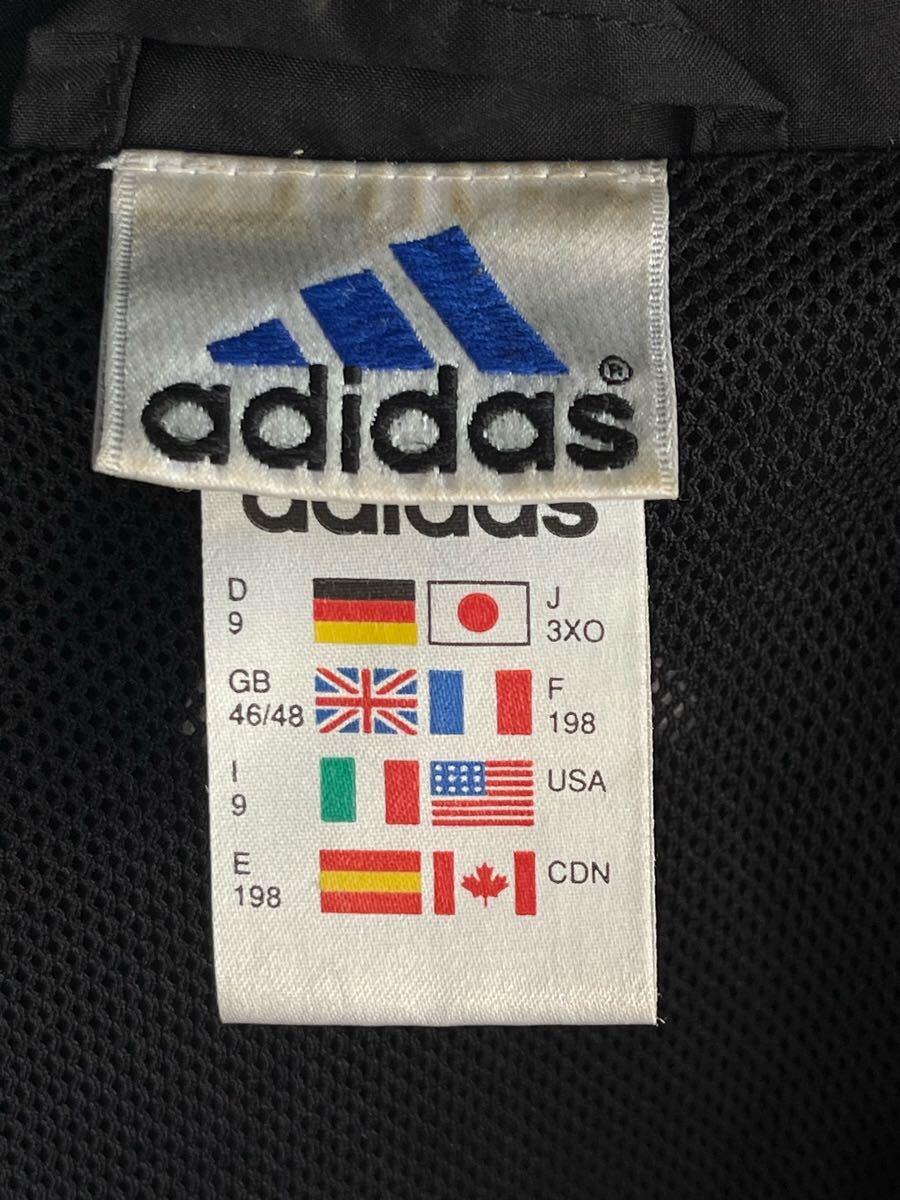 adidas®
adidas
D
9
J
3XO
GB
46/48
F
198
I
9
USA
E
198
CDN